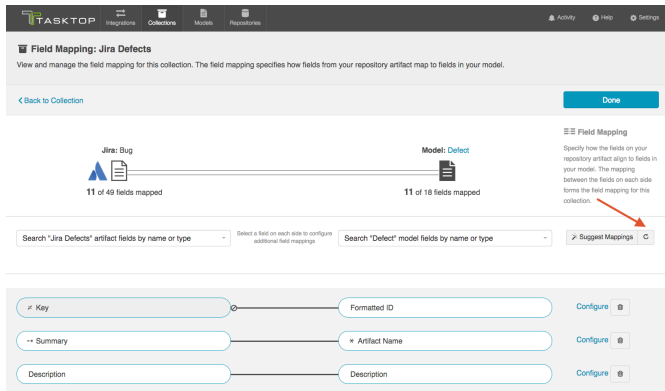 TASKTOP
Integrations
Collections
Models
Repositories
Activity
Help
Settings
Field Mapping: Jira Defects
View and manage the field mapping for this collection. The field mapping specifies how fields from your repository artifact map to fields in your model.
Back to Collection
Done
Field Mapping
Specify how the fields on your
repository artifact align to fields in
your model. The mapping
between the fields on each side
forms the field mapping for this
collection.
Jira: Bug
Model: Defect
11 of 49 fields mapped
11 of 18 fields mapped
Search "Jira Defects" artifact fields by name or type
Select a field on each side to configure
additional field mappings
Search "Defect" model fields by name or type
Suggest Mappings
Key
Formatted ID
Configure
Summary
Artifact Name
Configure
Description
Description
Configure